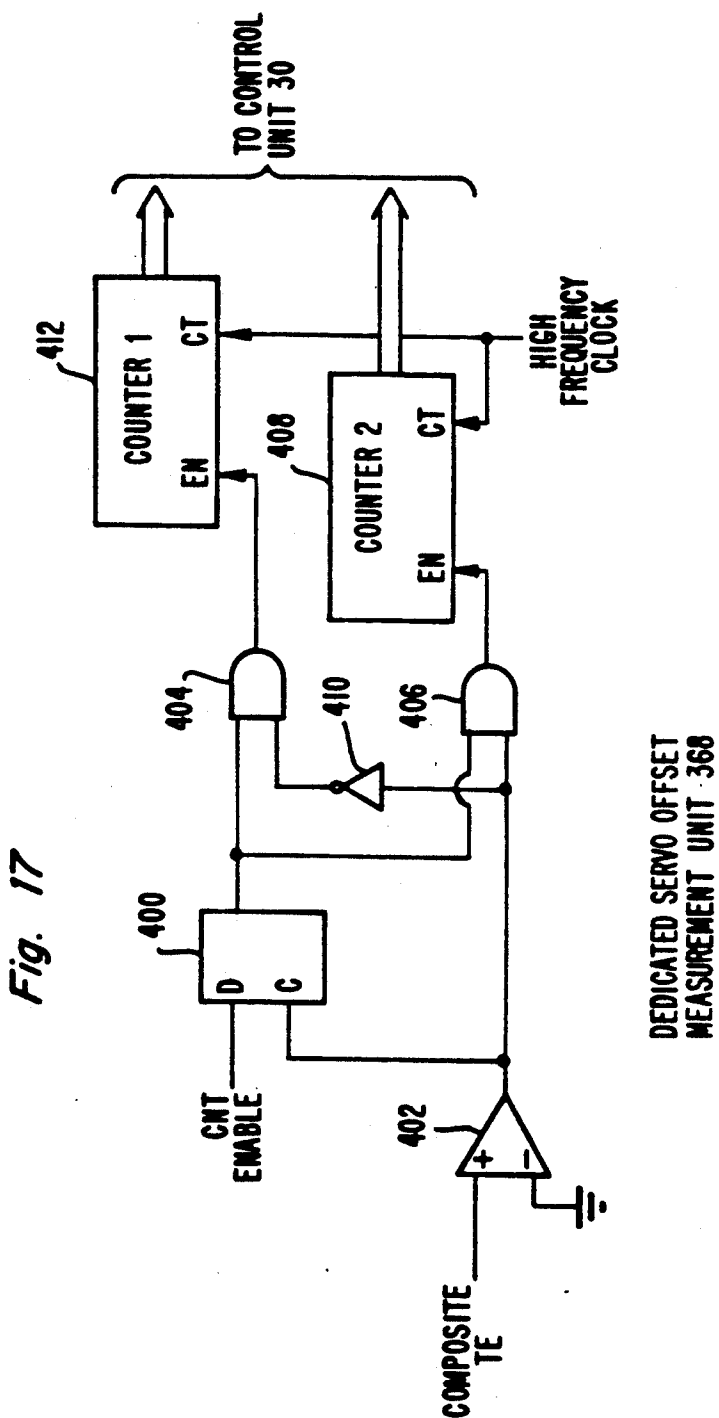 Fig. 17
412
COUNTER 1
EN
CT
TO CONTROL
UNIT 30
408
COUNTER 2
EN
CT
HIGH
FREQUENCY
CLOCK
404
410
406
400
D
C
CNT
ENABLE
402
+
−
COMPOSITE
TE
DEDICATED SERVO OFFSET
MEASUREMENT UNIT 368